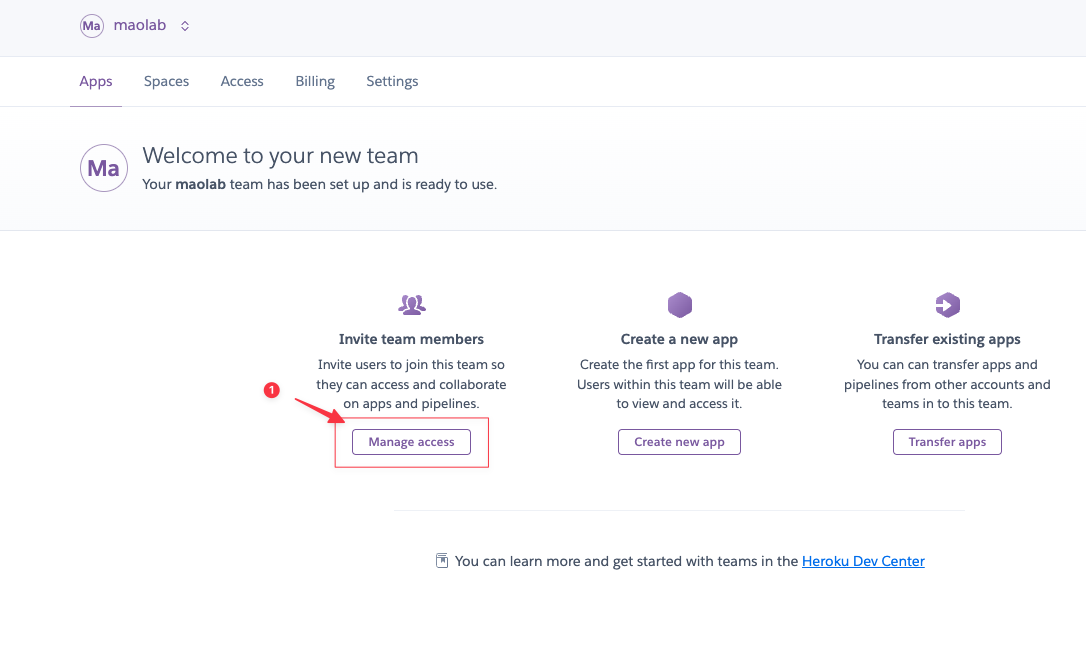 Ma maolab
Apps Spaces Access Billing Settings
Ma
Welcome to your new team
Your maolab team has been set up and is ready to use.
Invite team members
Invite users to join this team so
they can access and collaborate
on apps and pipelines.
1
Manage access
Create a new app
Create the first app for this team.
Users within this team will be able
to view and access it.
Create new app
Transfer existing apps
You can can transfer apps and
pipelines from other accounts and
teams in to this team.
Transfer apps
You can learn more and get started with teams in the Heroku Dev Center